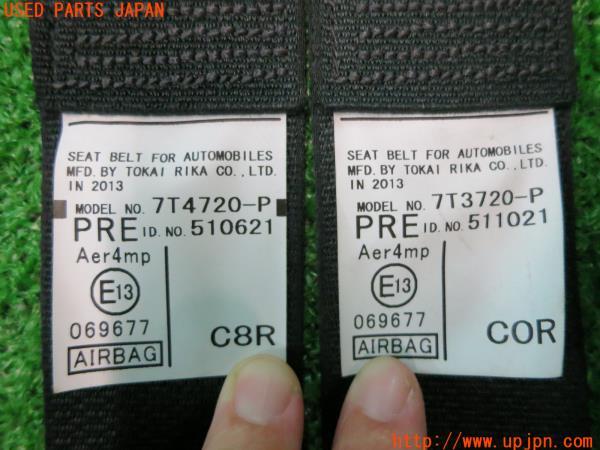 USED PARTS JAPAN
SEAT BELT FOR AUTOMOBILES
MFD. BY TOKAI RIKA CO.,LTD.
IN 2013
MODEL NO. 7T4720-P
PRE ID. NO. 510621
Aer4mp
E13
069677
AIRBAG
C8R
SEAT BELT FOR AUTOMOBILES
MFD. BY TOKAI RIKA CO.,LTD.
IN 2013
MODEL NO. 7T3720-P
PRE ID. NO. 511021
Aer4mp
E13
069677
AIRBAG
COR
http://www.upjpn.com/